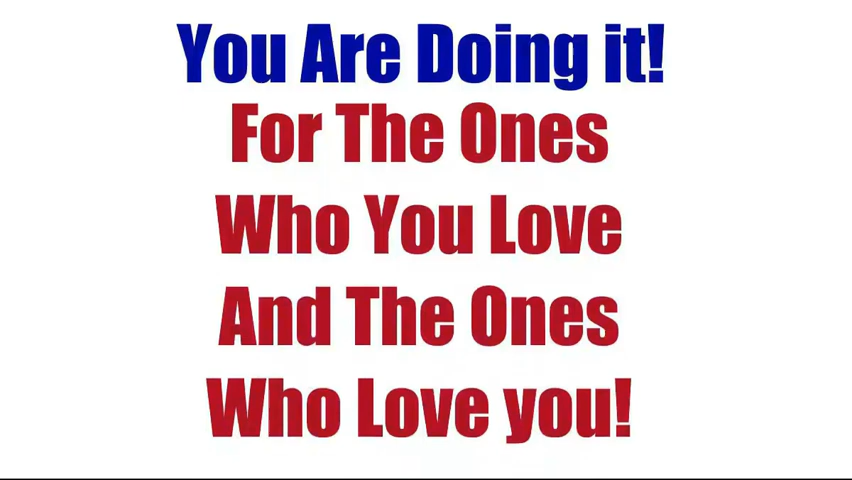 You Are Doing it!
For The Ones
Who You Love
And The Ones
Who Love you!